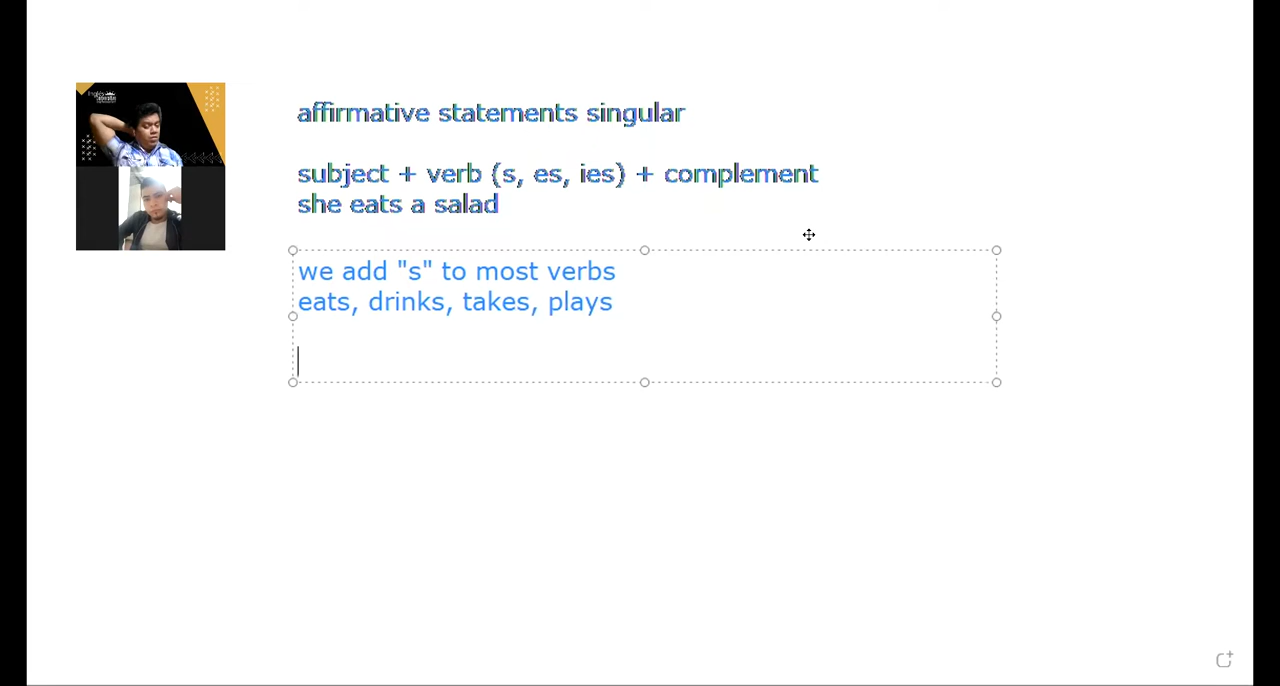 affirmative statements singular
subject + verb (s, es, ies) + complement
she eats a salad
we add "s" to most verbs
eats, drinks, takes, plays